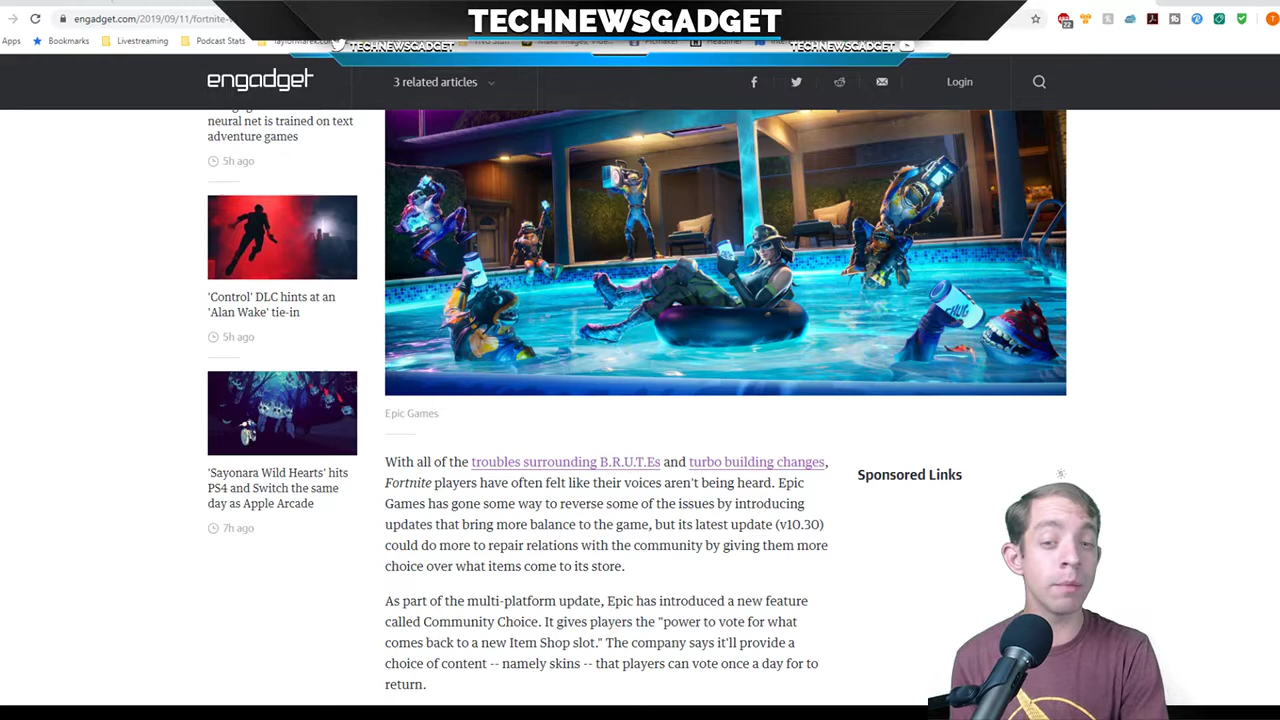 TECHNEWSGADGET
engadget.com/2019/09/11/fortnite-
22
Apps
Bookmarks
Livestreaming
Podcast Stats
TECHNEWSGADGET
TECHNEWSGADGET
engadget
3 related articles
Login
neural net is trained on text
adventure games
5h ago
'Control' DLC hints at an
'Alan Wake' tie-in
5h ago
'Sayonara Wild Hearts' hits
PS4 and Switch the same
day as Apple Arcade
7h ago
CHUG
Epic Games
With all of the troubles surrounding B.R.U.T.Es and turbo building changes,
Fortnite players have often felt like their voices aren't being heard. Epic
Games has gone some way to reverse some of the issues by introducing
updates that bring more balance to the game, but its latest update (v10.30)
could do more to repair relations with the community by giving them more
choice over what items come to its store.
As part of the multi-platform update, Epic has introduced a new feature
called Community Choice. It gives players the "power to vote for what
comes back to a new Item Shop slot." The company says it'll provide a
choice of content -- namely skins -- that players can vote once a day for to
return.
Sponsored Links